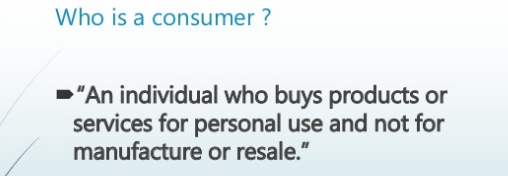 Who is a consumer ?
“An individual who buys products or
services for personal use and not for
manufacture or resale.”